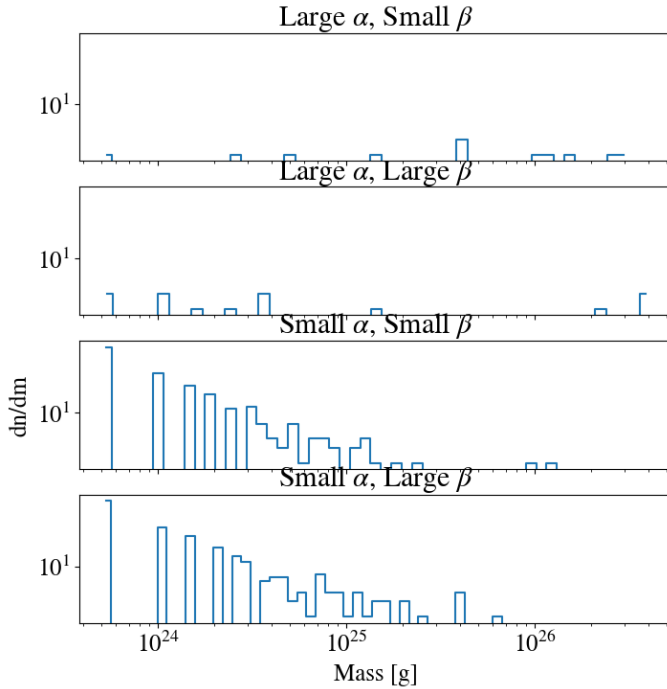 Large α, Small β
10¹
Large α, Large β
10¹
Small α, Small β
10¹
dn/dm
Small α, Large β
10¹
10²⁴ 10²⁵ 10²⁶
Mass [g]